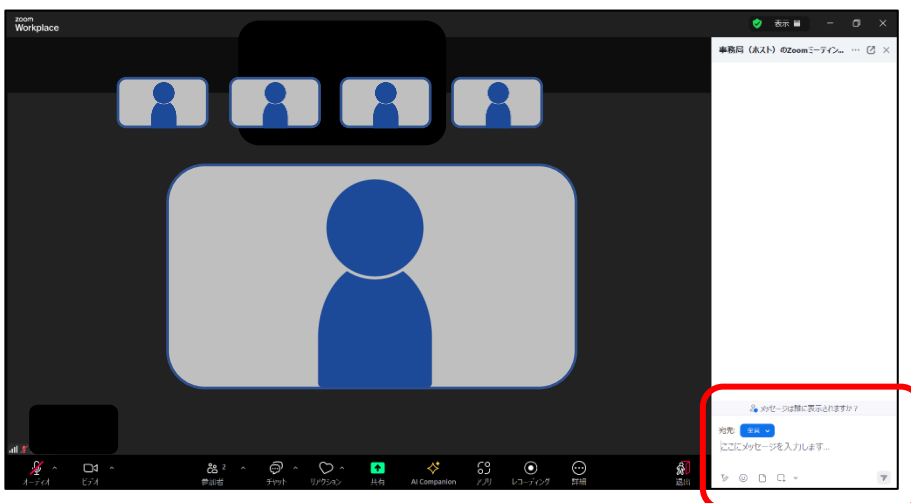 zoom
Workplace
表示
事務局（ホスト）のZoomミーティン...
メッセージは誰に表示されますか？
宛先: 全員
ここにメッセージを入力します...
オーディオ
ビデオ
2
参加者
チャット
リアクション
共有
AI Companion
アプリ
レコーディング
詳細
退出